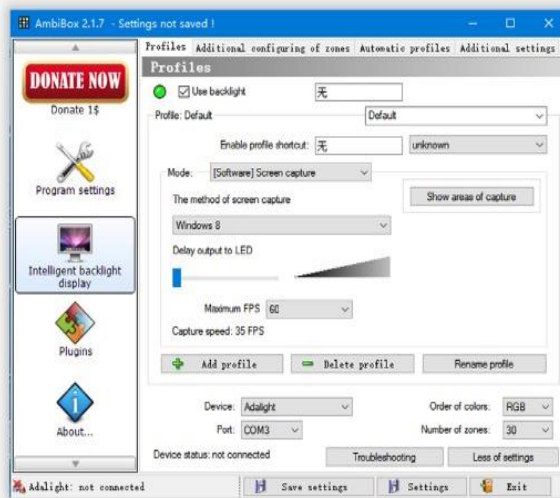 AmbiBox 2.1.7 - Settings not saved !
Profiles Additional configuring of zones Automatic profiles Additional settings
DONATE NOW
Donate 1$
Program settings
Intelligent backlight
display
Plugins
About...
Profiles
Use backlight 无
Profile: Default Default
Enable profile shortcut: 无 unknown
Mode: [Software] Screen capture
The method of screen capture Show areas of capture
Windows 8
Delay output to LED
Maximum FPS 60
Capture speed: 35 FPS
Add profile Delete profile Rename profile
Device: Adalight Order of colors: RGB
Port: COM3 Number of zones: 30
Device status: not connected Troubleshooting Less of settings
Adalight: not connected Save settings Settings Exit